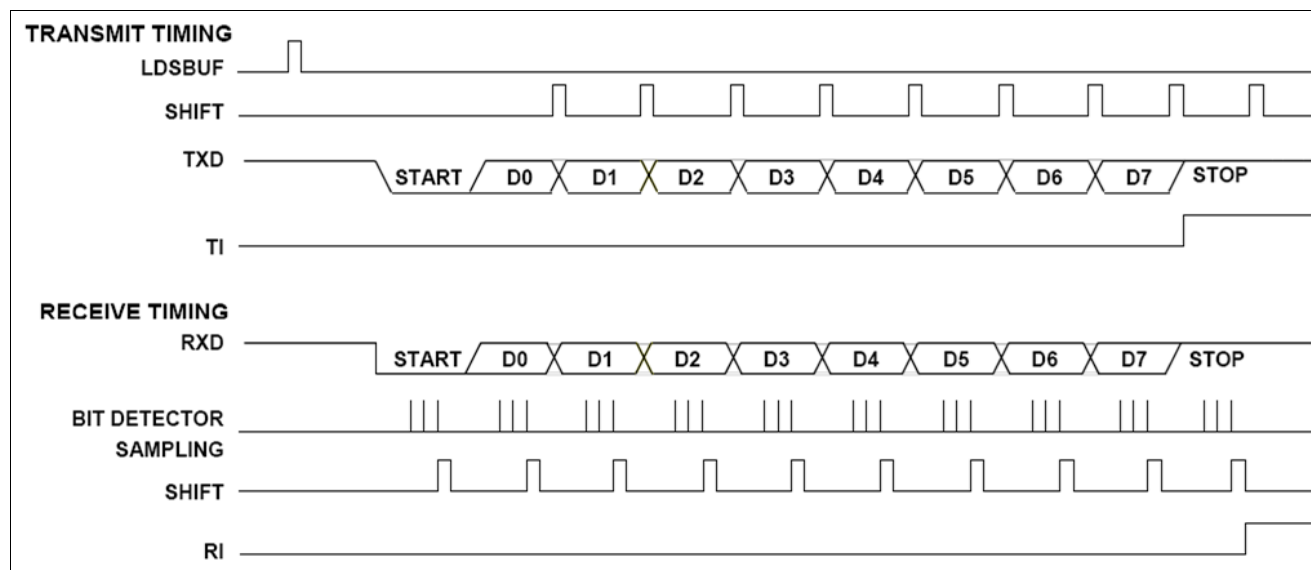 TRANSMIT TIMING
LDSBUF
SHIFT
TXD START D0 D1 D2 D3 D4 D5 D6 D7 STOP
TI
RECEIVE TIMING
RXD START D0 D1 D2 D3 D4 D5 D6 D7 STOP
BIT DETECTOR
SAMPLING
SHIFT
RI